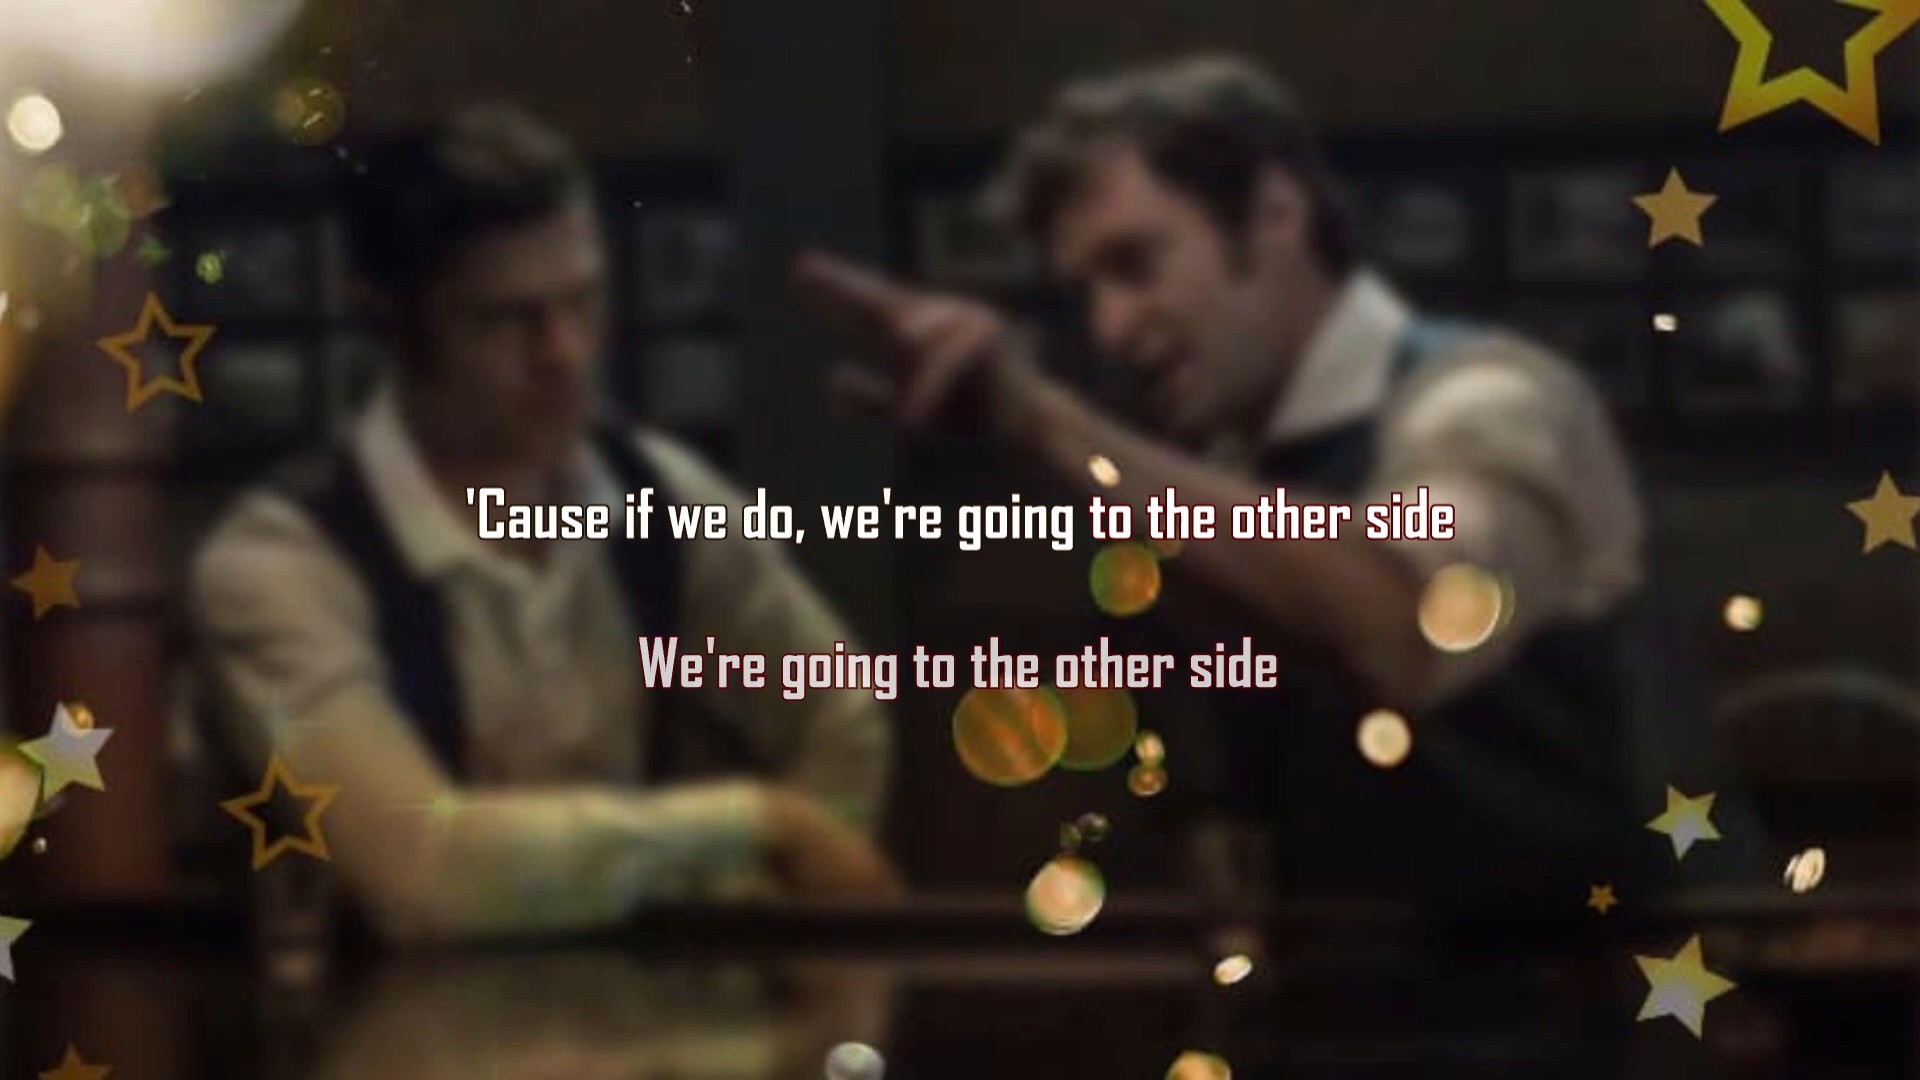 'Cause if we do, we're going to the other side
We're going to the other side